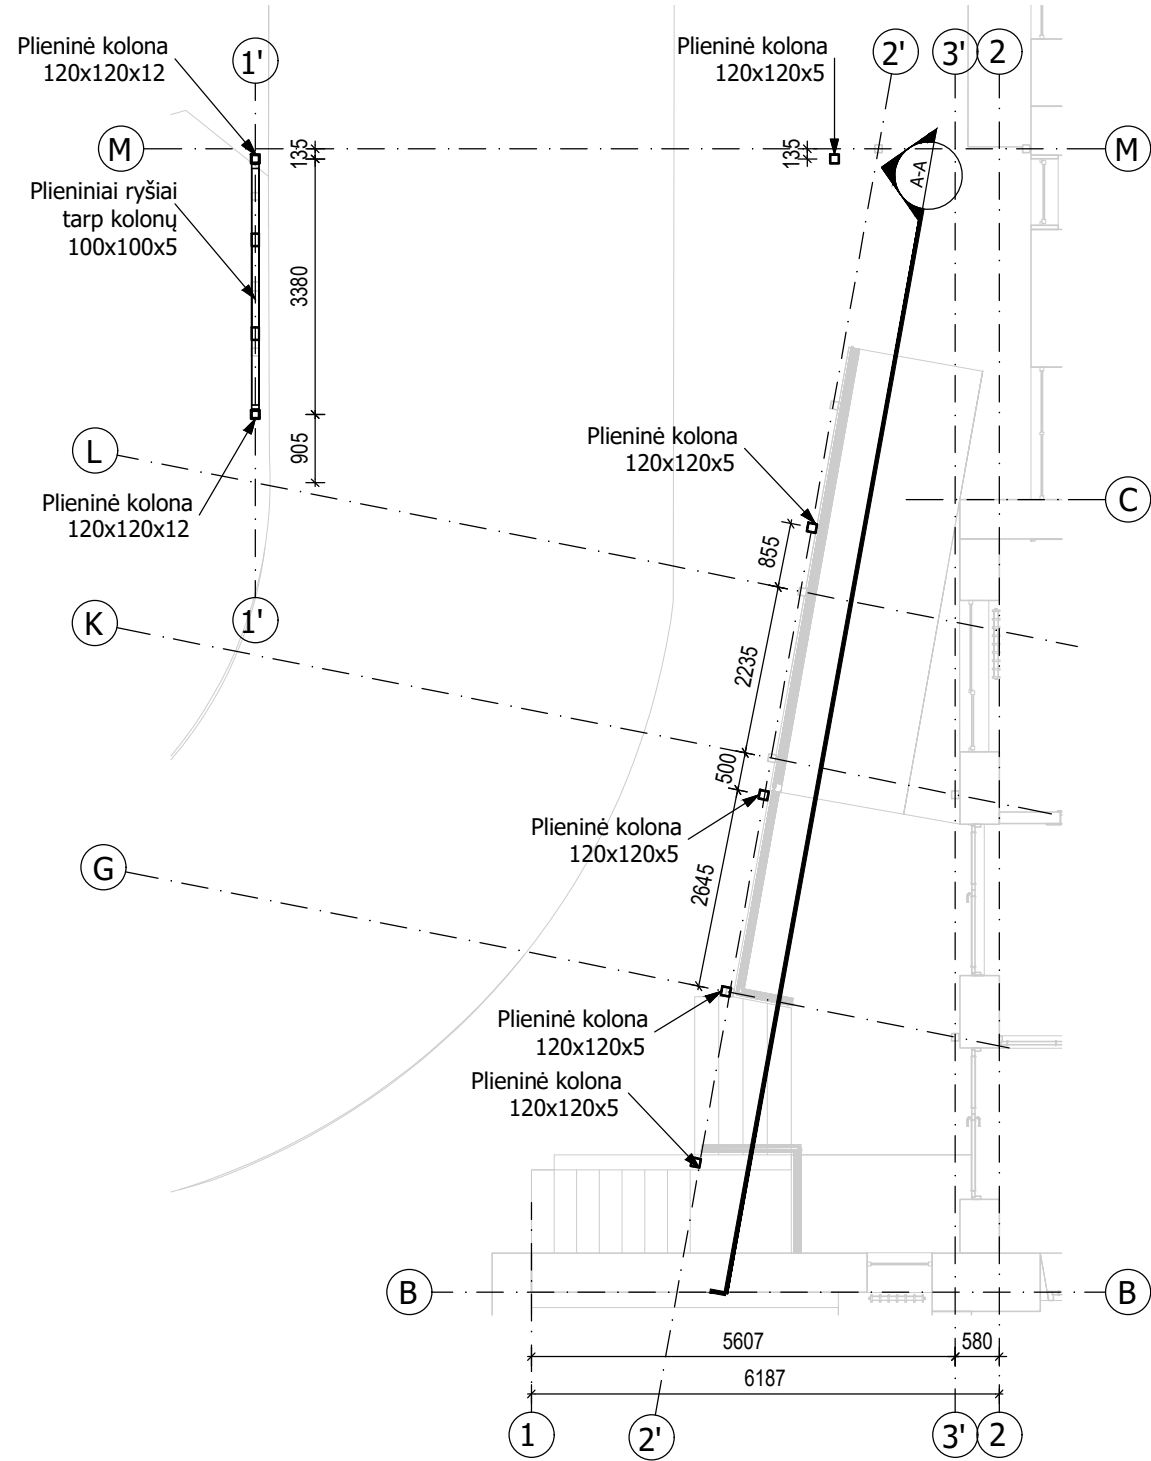 Plieninė kolona
120x120x12
1'
Plieninė kolona
120x120x5
2'
3'
2
M
135
135
A-A
M
Plieniniai ryšiai
tarp kolonų
100x100x5
3380
L
905
Plieninė kolona
120x120x5
C
Plieninė kolona
120x120x12
855
K
1'
2235
500
Plieninė kolona
120x120x5
G
2645
Plieninė kolona
120x120x5
Plieninė kolona
120x120x5
B
B
5607
580
6187
1
2'
3'
2